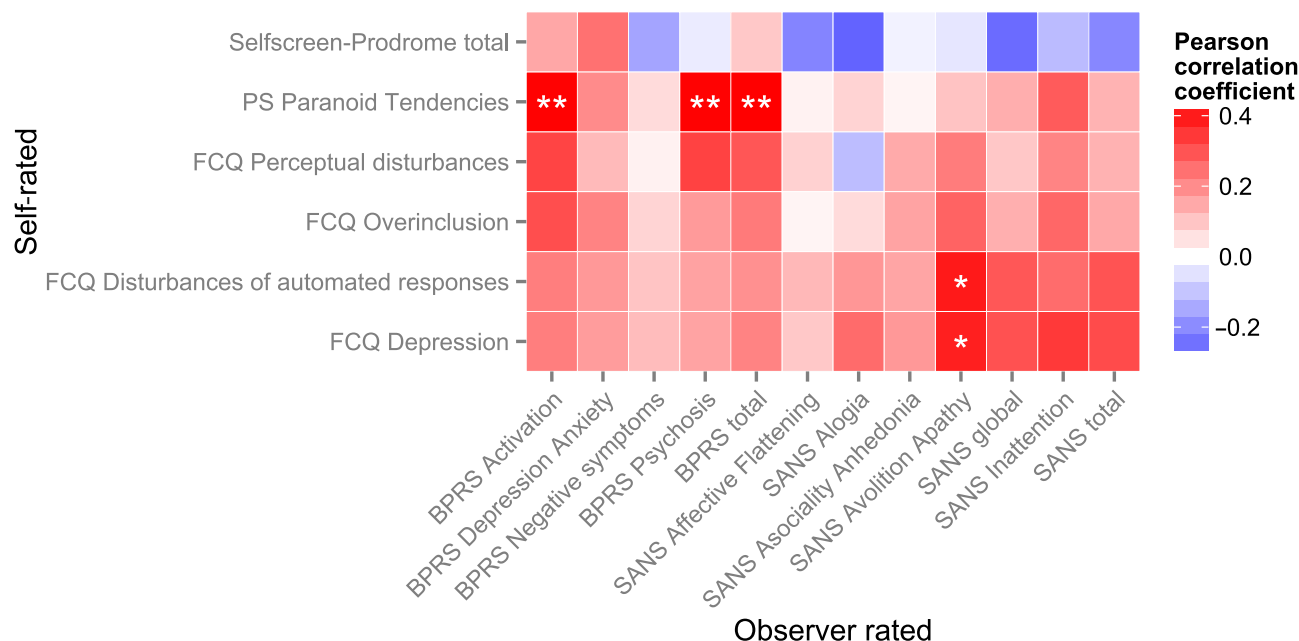 Selfscreen-Prodrome total
PS Paranoid Tendencies
** ** **
FCQ Perceptual disturbances
FCQ Overinclusion
FCQ Disturbances of automated responses
*
FCQ Depression
*
Self-rated
BPRS Activation
BPRS Depression Anxiety
BPRS Negative symptoms
BPRS Psychosis
BPRS total
SANS Affective Flattening
SANS Alogia
SANS Asociality Anhedonia
SANS Avolition Apathy
SANS global
SANS Inattention
SANS total
Observer rated
Pearson
correlation
coefficient
0.4
0.2
0.0
−0.2